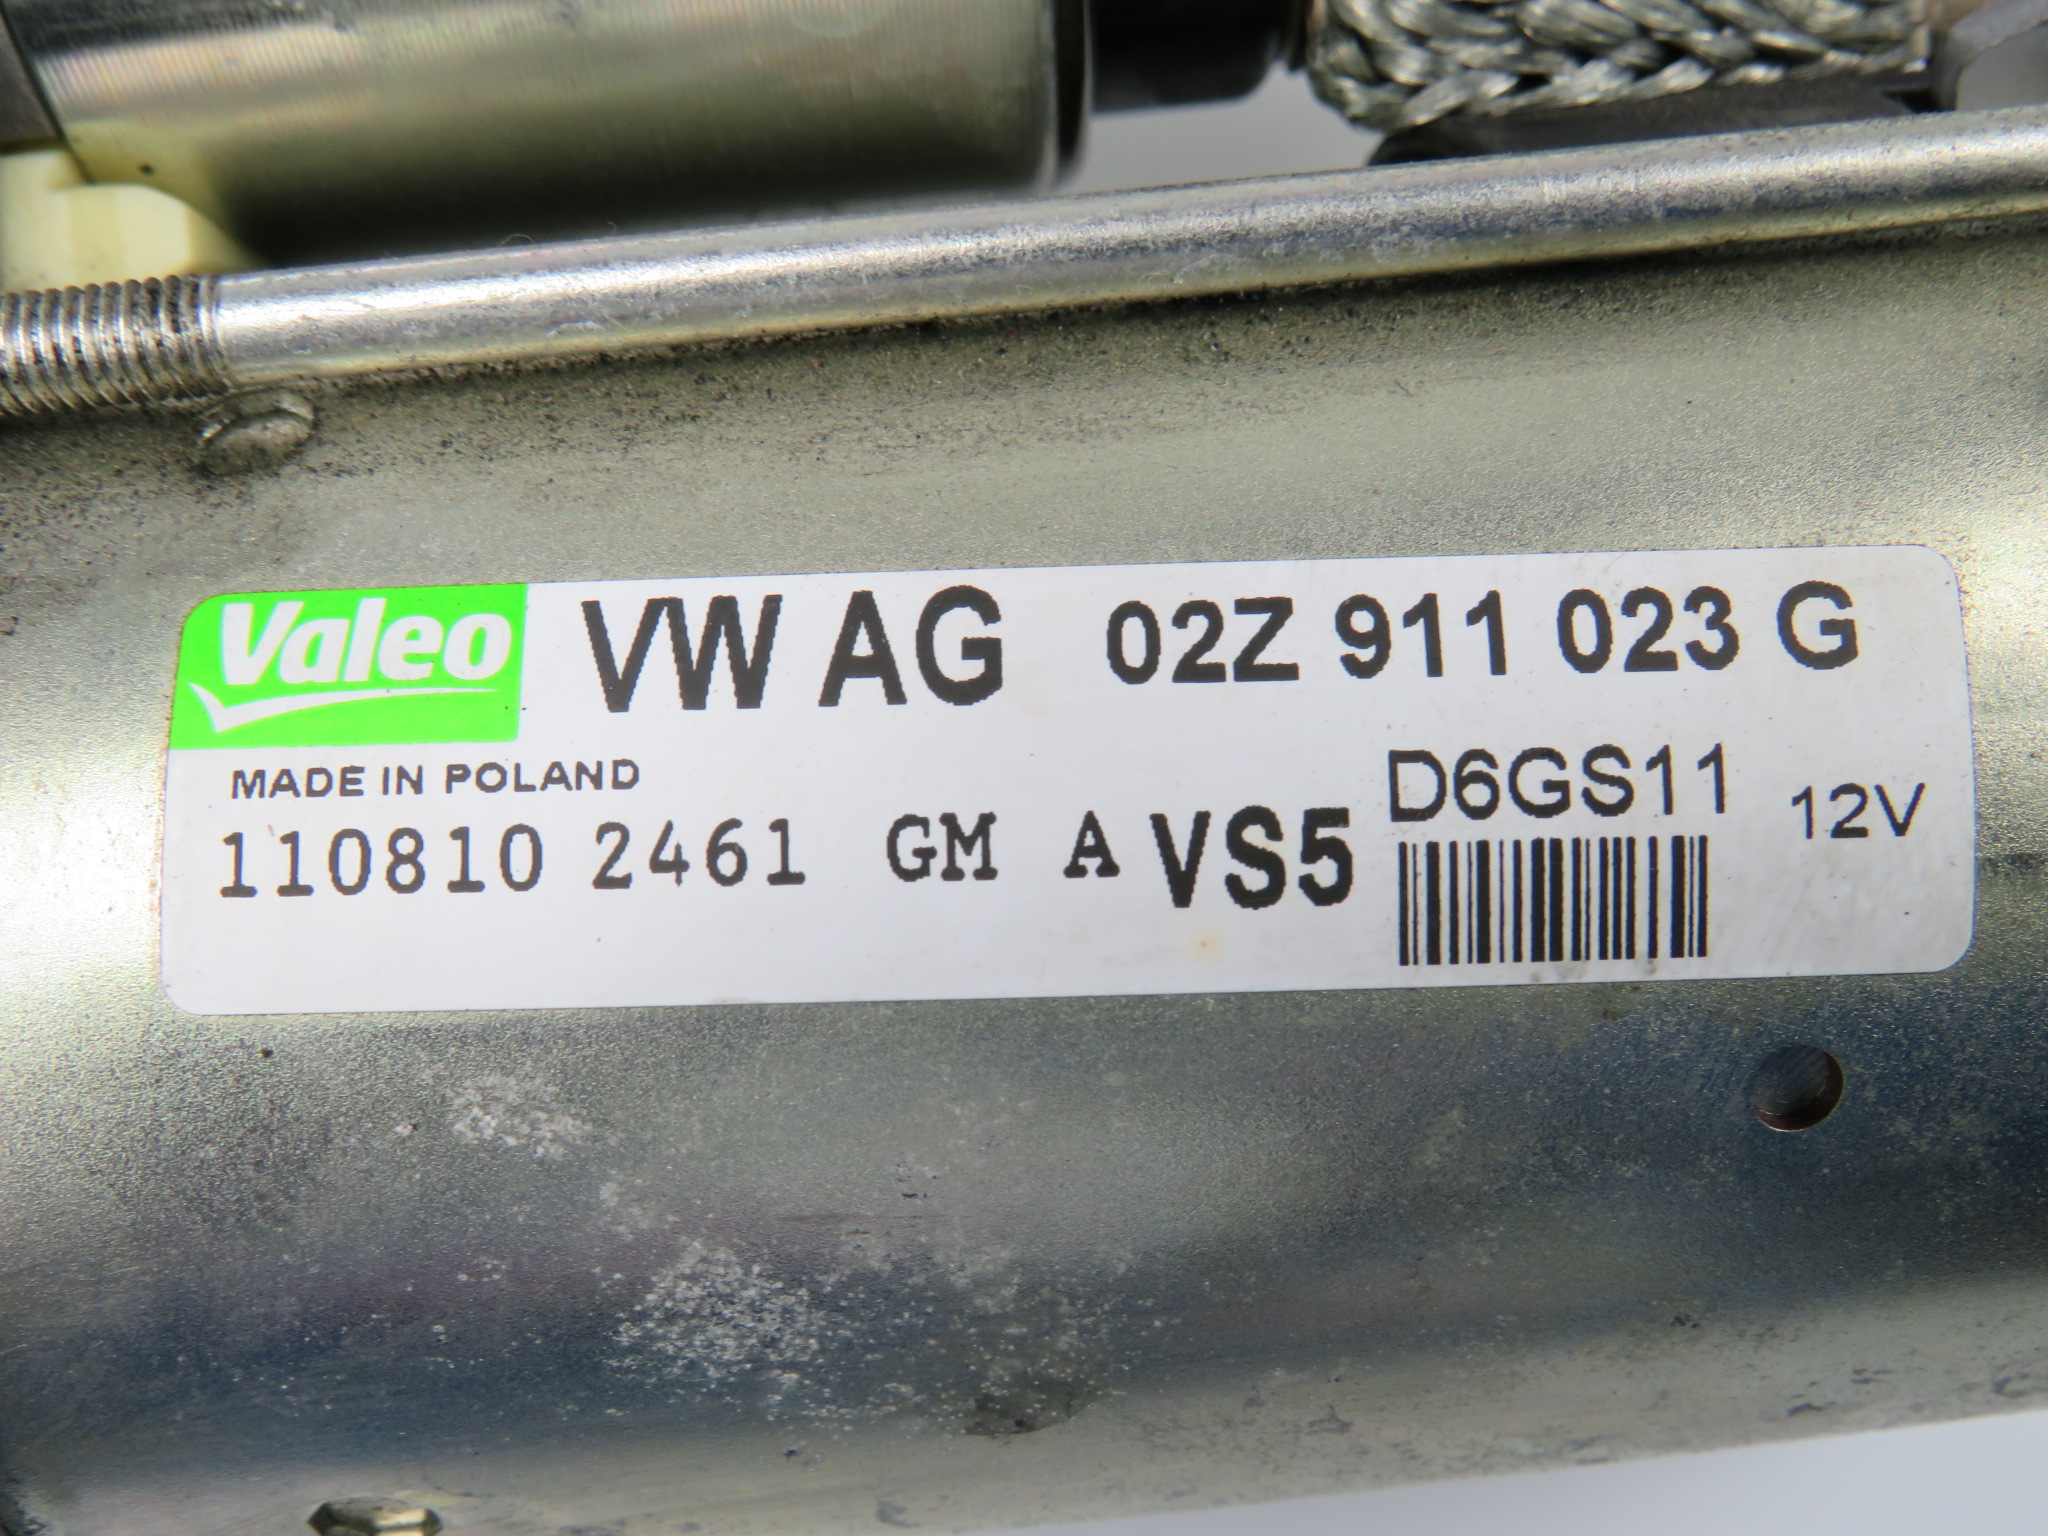 Valeo VW AG 02Z 911 023 G
MADE IN POLAND
D6GS11
110810 2461 GM A VS5 12V